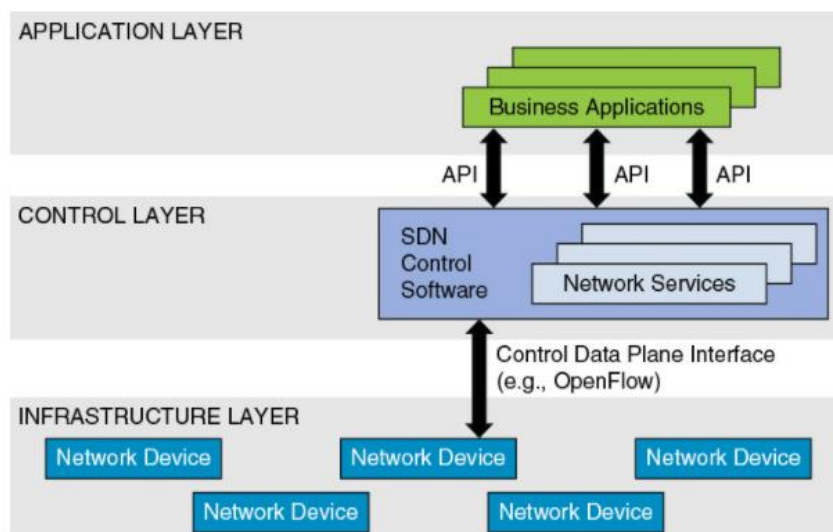 APPLICATION LAYER
Business Applications
API
API
API
CONTROL LAYER
SDN
Control
Software
Network Services
Control Data Plane Interface
(e.g., OpenFlow)
INFRASTRUCTURE LAYER
Network Device
Network Device
Network Device
Network Device
Network Device